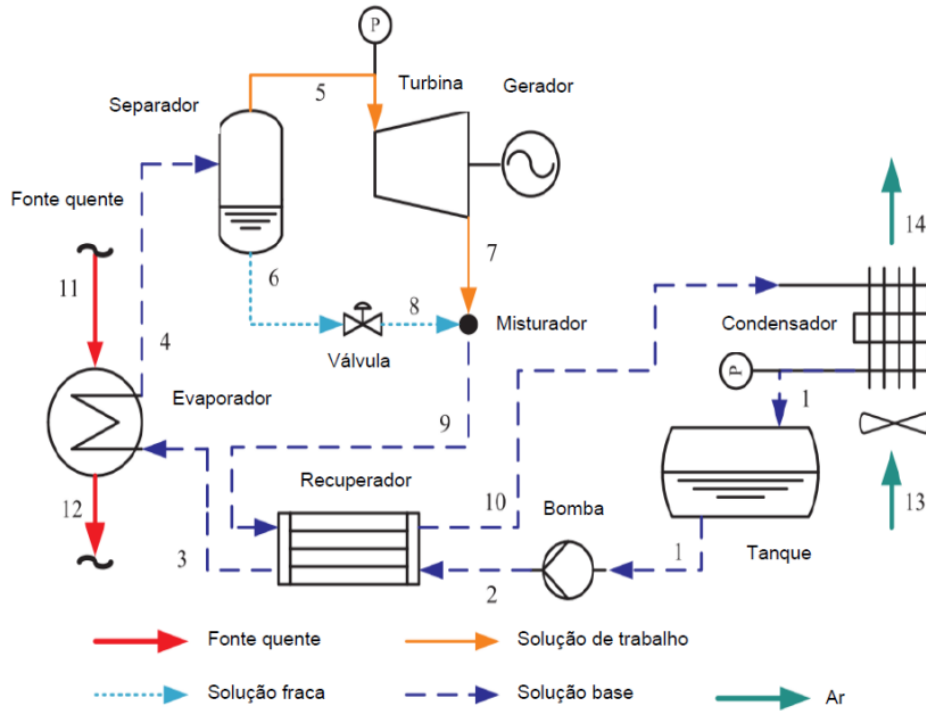 P
Turbina
Gerador
Separador
5
Fonte quente
14
7
11
6
8
Misturador
Condensador
4
Válvula
P
Evaporador
9
1
Recuperador
10
Bomba
12
13
3
2
1
Tanque
Fonte quente
Solução de trabalho
Solução fraca
Solução base
Ar